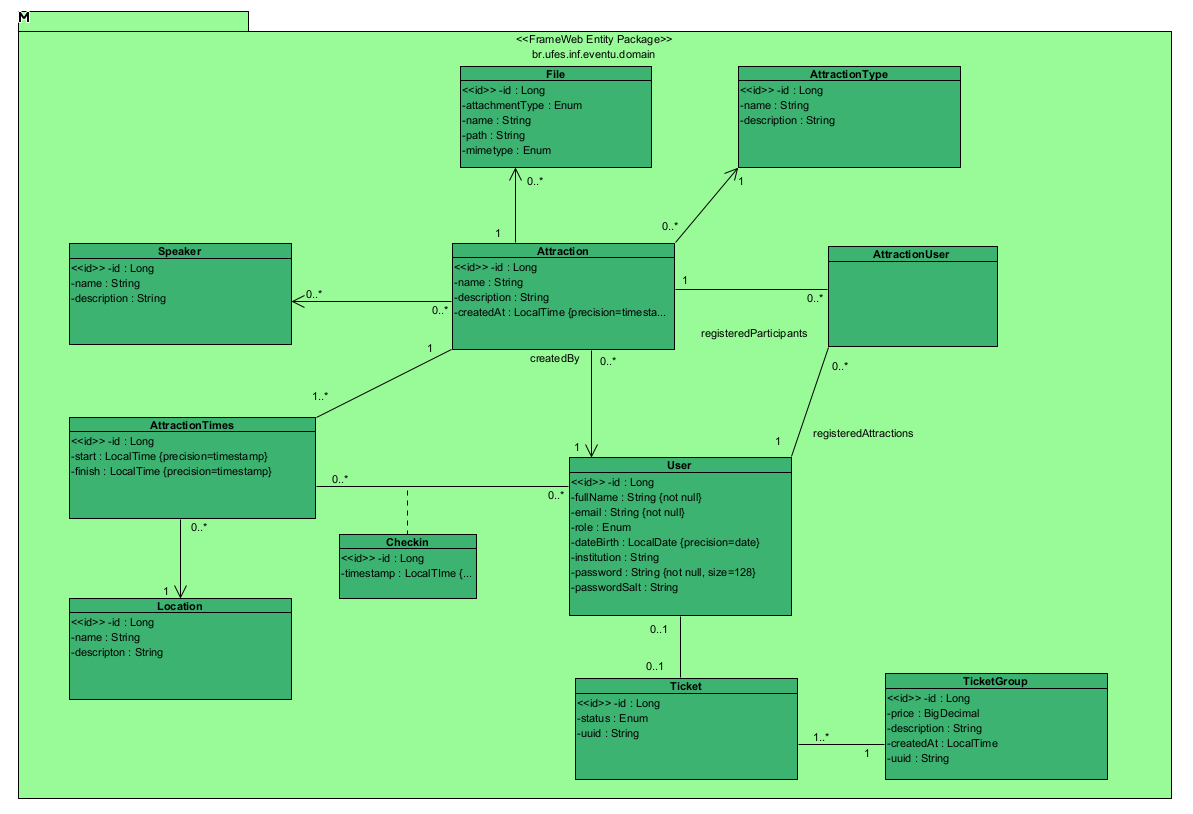 M
<<FrameWeb Entity Package>>
br.ufes.inf.eventu.domain
File
<<id>> -id : Long
-attachmentType : Enum
-name : String
-path : String
-mimetype : Enum
AttractionType
<<id>> -id : Long
-name : String
-description : String
0..*
1
1
0..*
Speaker
<<id>> -id : Long
-name : String
-description : String
Attraction
<<id>> -id : Long
-name : String
-description : String
-createdAt : LocalTime {precision=timesta...
AttractionUser
0..*
0..*
1
0..*
registeredParticipants
1
1..*
createdBy
0..*
1
0..*
registeredAttractions
1
AttractionTimes
<<id>> -id : Long
-start : LocalTime {precision=timestamp}
-finish : LocalTime {precision=timestamp}
0..*
0..*
User
<<id>> -id : Long
-fullName : String {not null}
-email : String {not null}
-role : Enum
-dateBirth : LocalDate {precision=date}
-institution : String
-password : String {not null, size=128}
-passwordSalt : String
Checkin
<<id>> -id : Long
-timestamp : LocalTIme {...
0..*
1
Location
<<id>> -id : Long
-name : String
-descripton : String
0..1
0..1
Ticket
<<id>> -id : Long
-status : Enum
-uuid : String
1..*
1
TicketGroup
<<id>> -id : Long
-price : BigDecimal
-description : String
-createdAt : LocalTime
-uuid : String